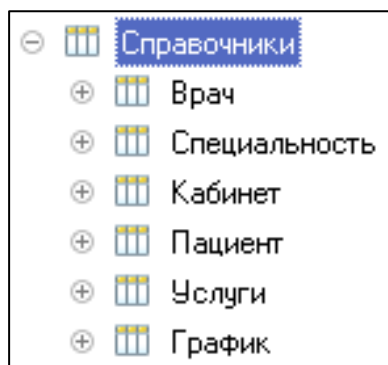 Справочники
Врач
Специальность
Кабинет
Пациент
Услуги
График